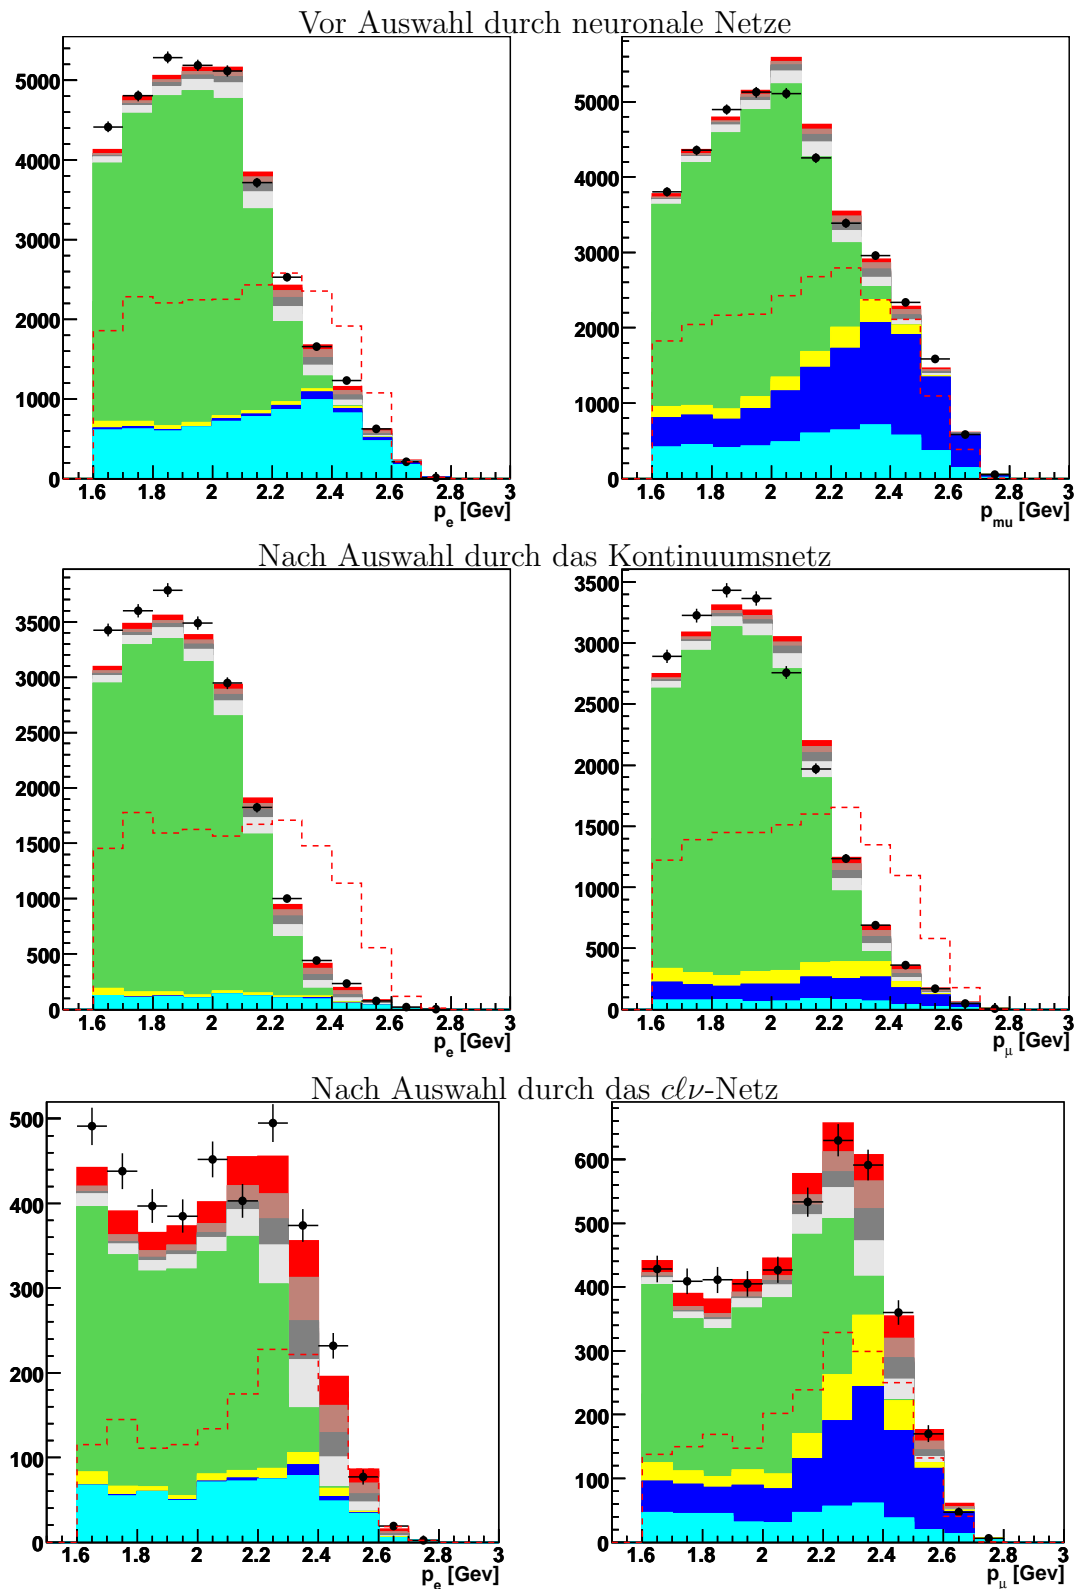 Vor Auswahl durch neuronale Netze
5000
4000
3000
2000
1000
0
1.6 1.8 2 2.2 2.4 2.6 2.8 3
p_e [Gev]
5000
4000
3000
2000
1000
0
1.6 1.8 2 2.2 2.4 2.6 2.8 3
p_mu [Gev]
Nach Auswahl durch das Kontinuumsnetz
3500
3000
2500
2000
1500
1000
500
0
1.6 1.8 2 2.2 2.4 2.6 2.8 3
p_e [Gev]
3500
3000
2500
2000
1500
1000
500
0
1.6 1.8 2 2.2 2.4 2.6 2.8 3
p_μ [Gev]
Nach Auswahl durch das cℓν-Netz
500
400
300
200
100
0
1.6 1.8 2 2.2 2.4 2.6 2.8 3
p_e [Gev]
600
500
400
300
200
100
0
1.6 1.8 2 2.2 2.4 2.6 2.8 3
p_μ [Gev]